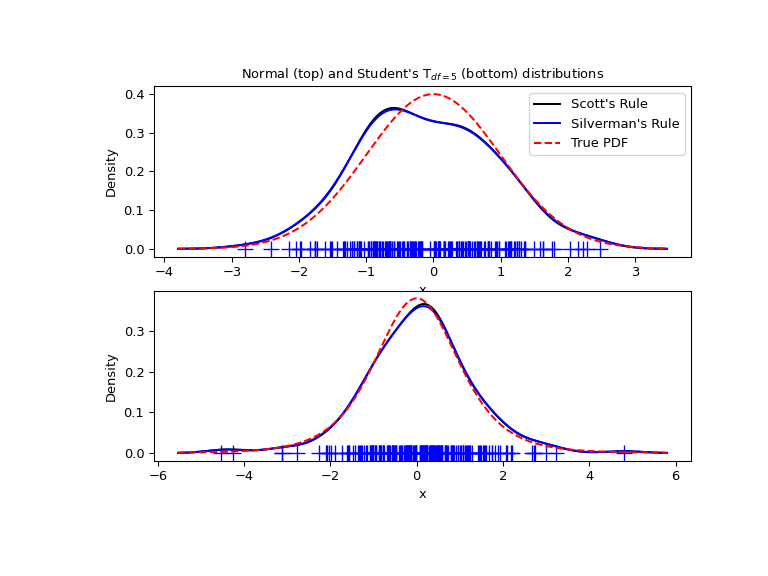 Normal (top) and Student's T$_{df=5}$ (bottom) distributions
0.4
0.3
0.2
0.1
0.0
Density
Scott's Rule
Silverman's Rule
True PDF
−4 −3 −2 −1 0 1 2 3
x
0.3
0.2
0.1
0.0
Density
−6 −4 −2 0 2 4 6
x